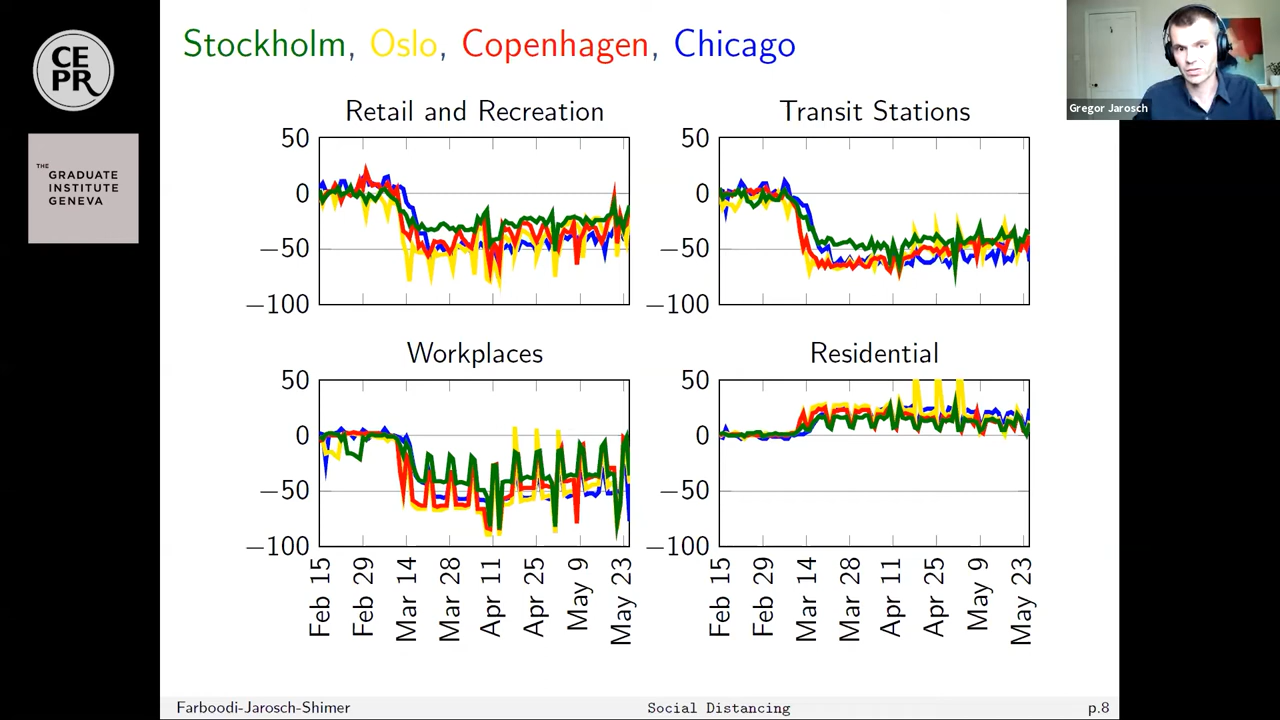 CE
PR
THE
GRADUATE
INSTITUTE
GENEVA
Stockholm, Oslo, Copenhagen, Chicago
Gregor Jarosch
Retail and Recreation
50
0
−50
−100
Transit Stations
50
0
−50
−100
Workplaces
50
0
−50
−100
Feb 15
Feb 29
Mar 14
Mar 28
Apr 11
Apr 25
May 9
May 23
Residential
50
0
−50
−100
Feb 15
Feb 29
Mar 14
Mar 28
Apr 11
Apr 25
May 9
May 23
Farboodi-Jarosch-Shimer Social Distancing p.8